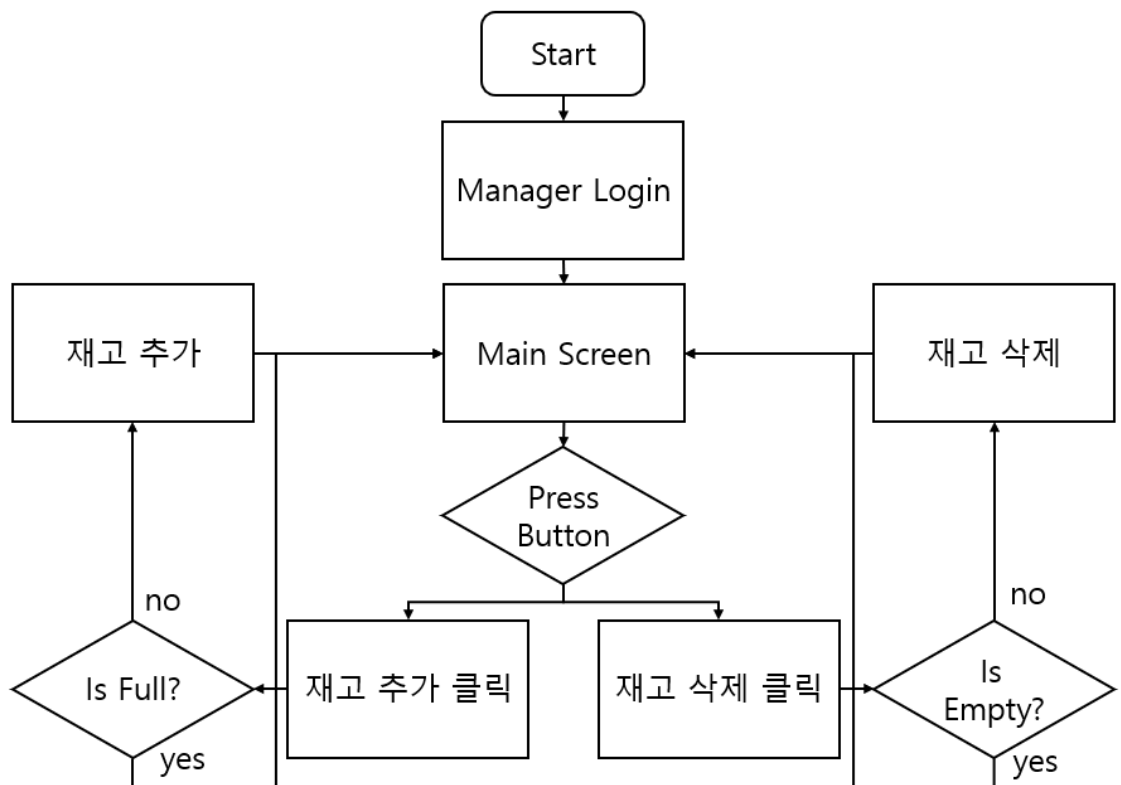 Start
Manager Login
재고 추가
Main Screen
재고 삭제
Press
Button
no
no
Is Full?
재고 추가 클릭
재고 삭제 클릭
Is
Empty?
yes
yes